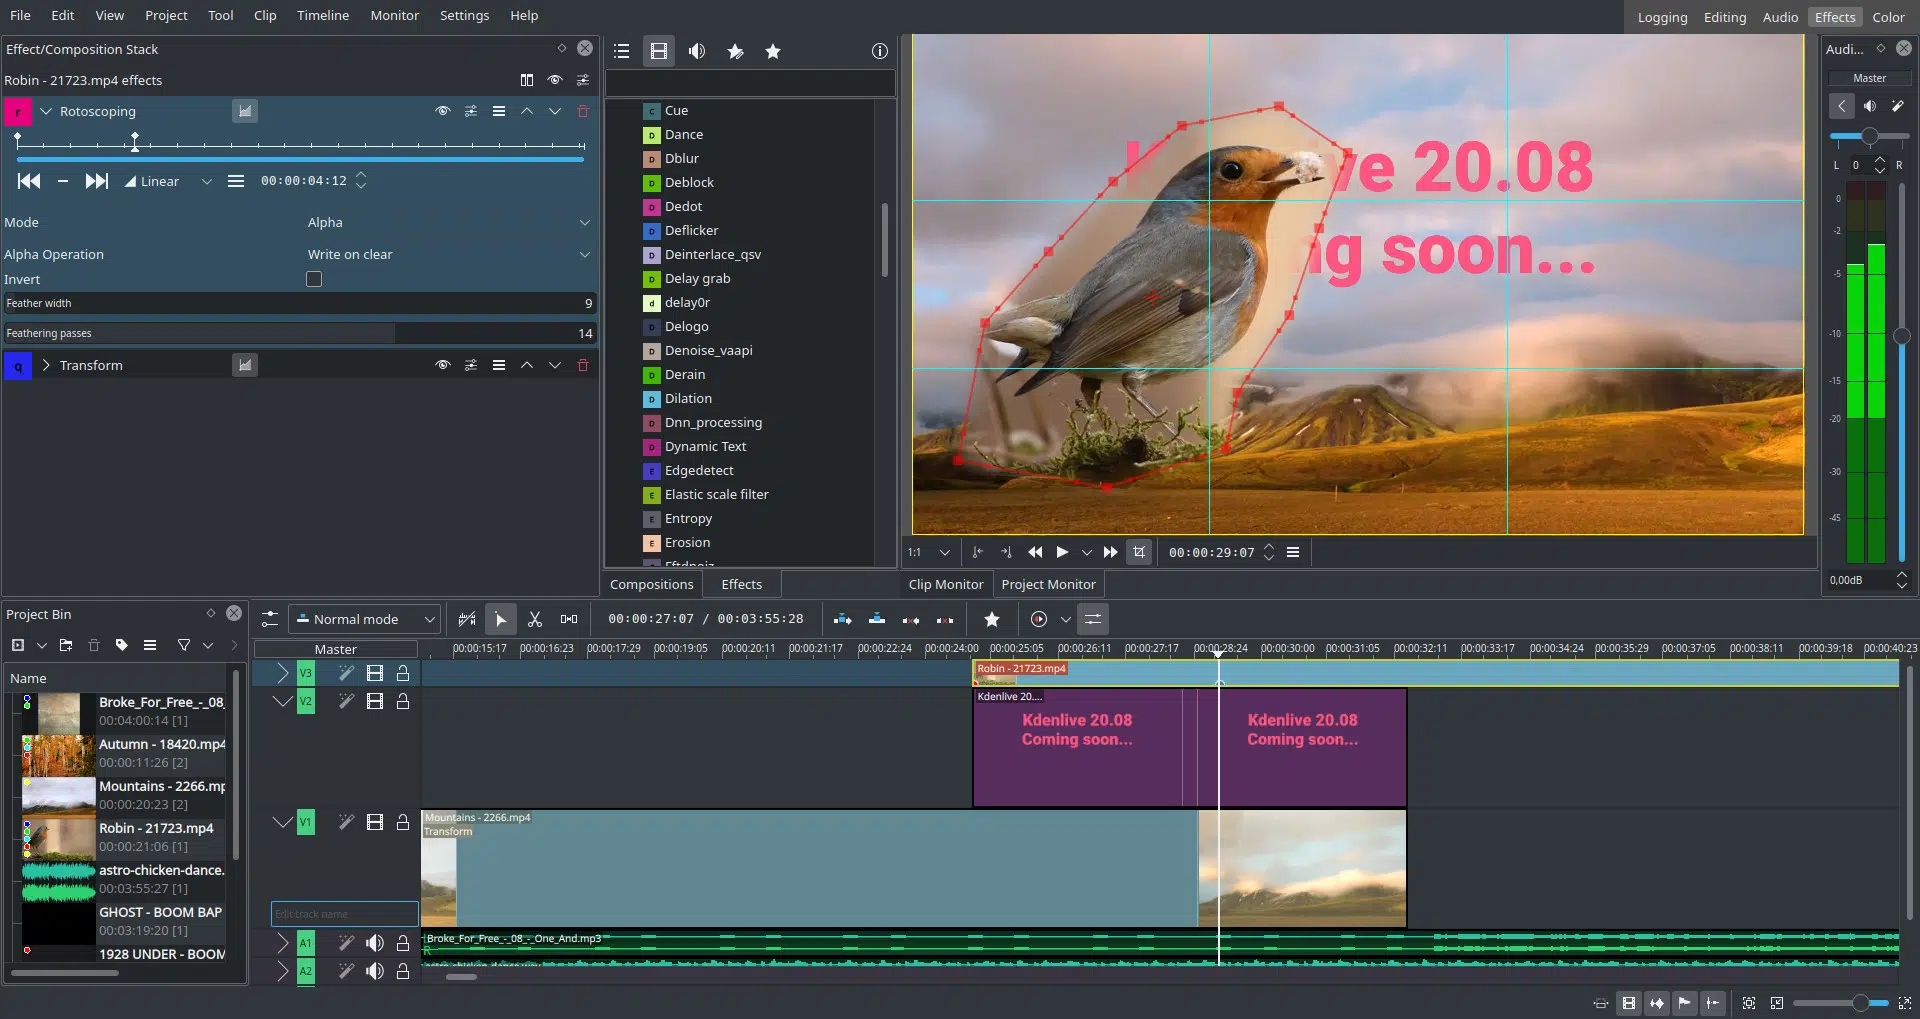 File Edit View Project Tool Clip Timeline Monitor Settings Help
Logging Editing Audio Effects Color
Effect/Composition Stack
Robin - 21723.mp4 effects
r Rotoscoping
Linear 00:00:04:12
Mode Alpha
Alpha Operation Write on clear
Invert
Feather width 9
Feathering passes 14
q Transform
C Cue
D Dance
D Dblur
D Deblock
D Dedot
D Deflicker
D Deinterlace_qsv
D Delay grab
d delay0r
D Delogo
D Denoise_vaapi
D Derain
D Dilation
D Dnn_processing
D Dynamic Text
E Edgedetect
E Elastic scale filter
E Entropy
E Erosion
Compositions Effects
K ve 20.08
ng soon...
1:1 00:00:29:07
Clip Monitor Project Monitor
Audi...
Master
L 0 R
0
-2
-5
-10
-15
-20
-30
-45
0,00dB
Project Bin
Name
Broke_For_Free_-_08_
00:04:00:14 [1]
Autumn - 18420.mp4
00:00:11:26 [2]
Mountains - 2266.mp
00:00:20:23 [2]
Robin - 21723.mp4
00:00:21:06 [1]
astro-chicken-dance.
00:03:55:27 [1]
GHOST - BOOM BAP
00:03:19:20 [1]
1928 UNDER - BOOM
Normal mode 00:00:27:07 / 00:03:55:28
Master
00:00:15:17 00:00:16:23 00:00:17:29 00:00:19:05 00:00:20:11 00:00:21:17 00:00:22:24 00:00:24:00 00:00:25:05 00:00:26:11 00:00:27:17 00:00:28:24 00:00:30:00 00:00:31:05 00:00:32:11 00:00:33:17 00:00:34:24 00:00:35:29 00:00:37:05 00:00:38:11 00:00:39:18 00:00:40:23
V3 Robin - 21723.mp4
V2 Kdenlive 20....
Kdenlive 20.08 Kdenlive 20.08
Coming soon... Coming soon...
V1 Mountains - 2266.mp4
Transform
Edit track name
A1 Broke_For_Free_-_08_-_One_And.mp3
R
A2